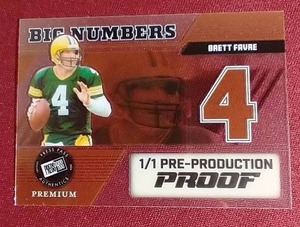 BIG NUMBERS
BRETT FAVRE
4
4
PRESS PASS
AUTHENTICS
1/1 PRE-PRODUCTION
PROOF
PREMIUM